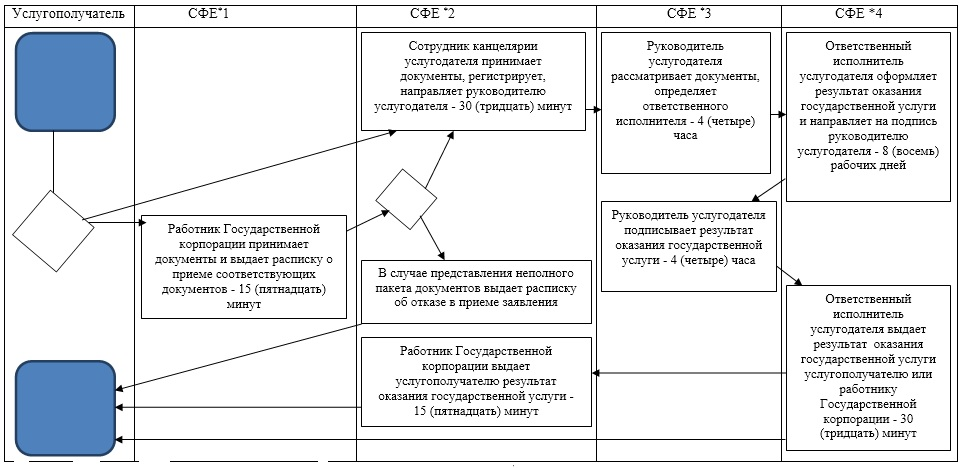 Услугополучатель
СФЕ*1
СФЕ *2
СФЕ *3
СФЕ *4
Сотрудник канцелярии
услугодателя принимает
документы, регистрирует,
направляет руководителю
услугодателя - 30 (тридцать) минут
Руководитель
услугодателя
рассматривает документы,
определяет
ответственного
исполнителя - 4 (четыре)
часа
Ответственный
исполнитель
услугодателя оформляет
результат оказания
государственной услуги
и направляет на подпись
руководителю
услугодателя - 8 (восемь)
рабочих дней
Работник Государственной
корпорации принимает
документы и выдает расписку о
приеме соответствующих
документов - 15 (пятнадцать)
минут
Руководитель услугодателя
подписывает результат
оказания государственной
услуги - 4 (четыре) часа
В случае представления неполного
пакета документов выдает расписку
об отказе в приеме заявления
Ответственный
исполнитель
услугодателя выдает
результат оказания
государственной услуги
услугополучателю или
работнику
Государственной
корпорации - 30
(тридцать) минут
Работник Государственной
корпорации выдает
услугополучателю результат
оказания государственной услуги -
15 (пятнадцать) минут